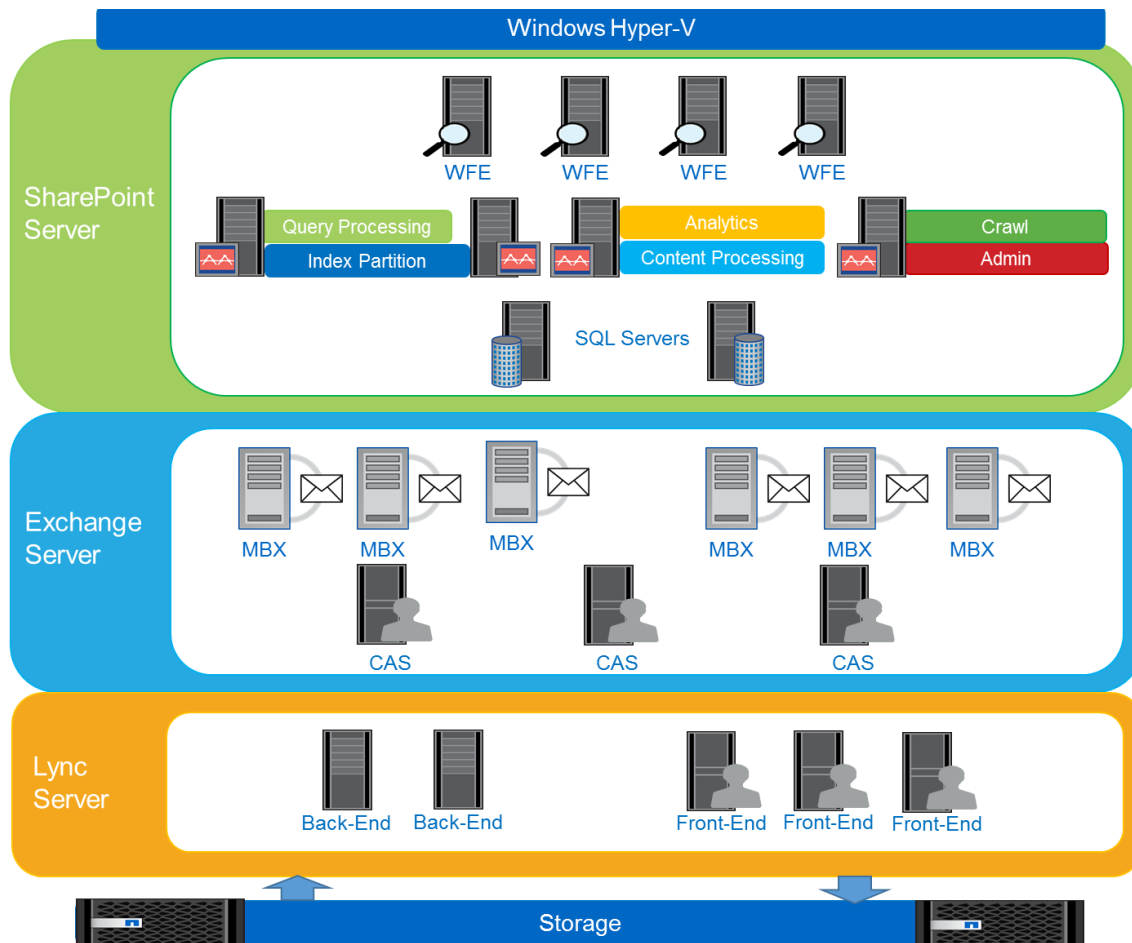 Windows Hyper-V
WFE
WFE
WFE
WFE
SharePoint
Server
Query Processing
Index Partition
Analytics
Content Processing
Crawl
Admin
SQL Servers
Exchange
Server
MBX
MBX
MBX
MBX
MBX
MBX
CAS
CAS
CAS
Lync
Server
Back-End
Back-End
Front-End
Front-End
Front-End
Storage